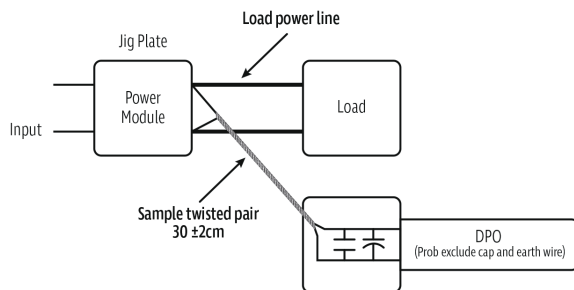 Load power line
Jig Plate
Power
Module
Load
Input
Sample twisted pair
30 ±2cm
DPO
(Prob exclude cap and earth wire)